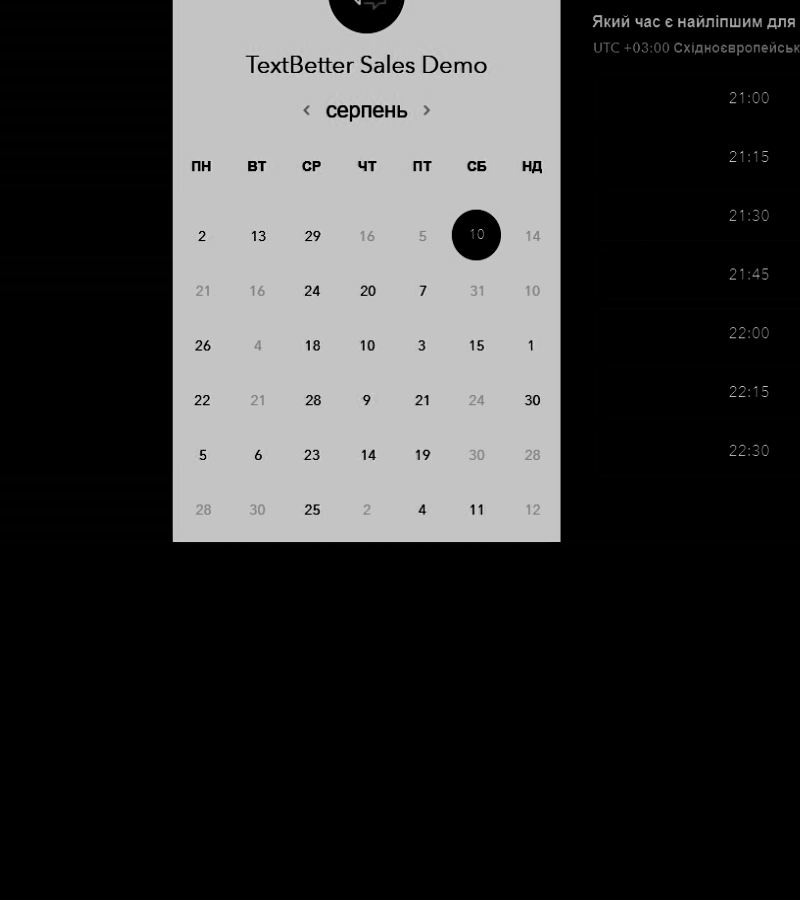 TextBetter Sales Demo
< серпень >
ПН ВТ СР ЧТ ПТ СБ НД
2 13 29 16 5 10 14
21 16 24 20 7 31 10
26 4 18 10 3 15 1
22 21 28 9 21 24 30
5 6 23 14 19 30 28
28 30 25 2 4 11 12
Який час є найліпшим для
UTC +03:00 Східноєвропейськ
21:00
21:15
21:30
21:45
22:00
22:15
22:30